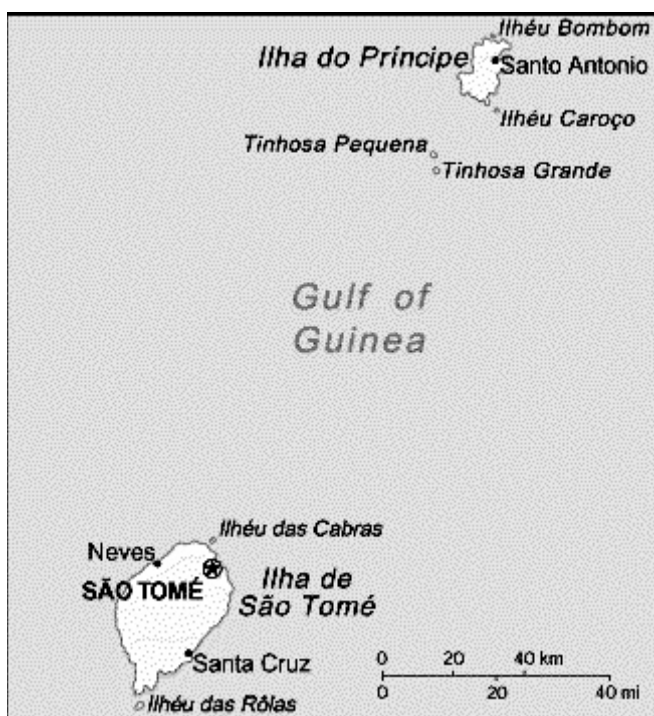 Ilhéu Bombom
Ilha do Príncipe
Santo Antonio
Ilhéu Caroço
Tinhosa Pequena
Tinhosa Grande
Gulf of
Guinea
Ilhéu das Cabras
Neves
SÃO TOMÉ
Ilha de
São Tomé
Santa Cruz
Ilhéu das Rôlas
0 20 40 km
0 20 40 mi